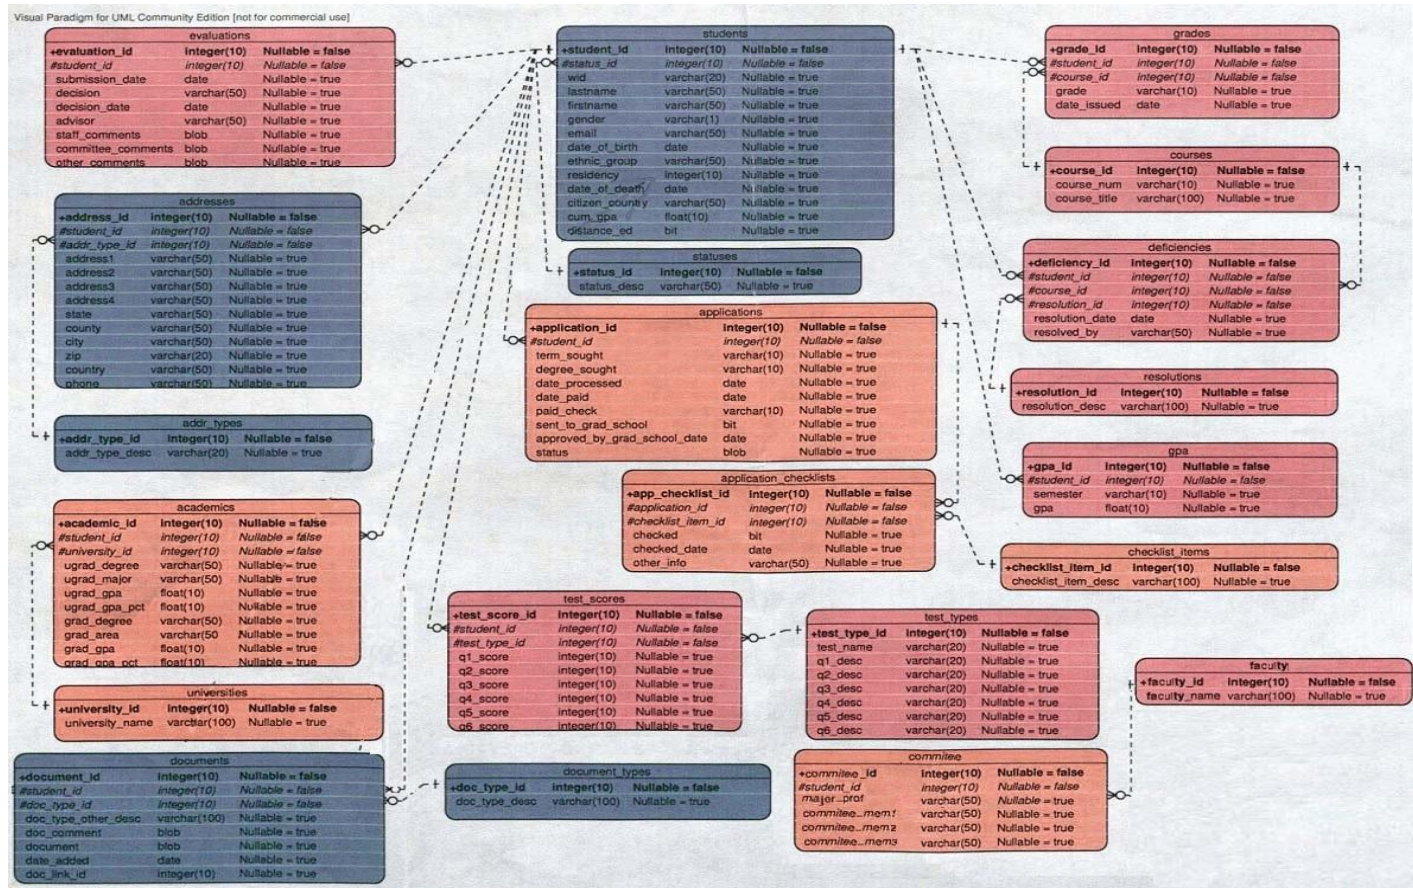 Visual Paradigm for UML Community Edition [not for commercial use]
evaluations
+evaluation_id integer(10) Nullable = false
#student_id integer(10) Nullable = false
submission_date date Nullable = true
decision varchar(50) Nullable = true
decision_date date Nullable = true
advisor varchar(50) Nullable = true
staff_comments blob Nullable = true
committee_comments blob Nullable = true
other_comments blob Nullable = true
addresses
+address_id integer(10) Nullable = false
#student_id integer(10) Nullable = false
#addr_type_id integer(10) Nullable = false
address1 varchar(50) Nullable = true
address2 varchar(50) Nullable = true
address3 varchar(50) Nullable = true
address4 varchar(50) Nullable = true
state varchar(50) Nullable = true
county varchar(50) Nullable = true
city varchar(50) Nullable = true
zip varchar(20) Nullable = true
country varchar(50) Nullable = true
phone varchar(50) Nullable = true
addr_types
+addr_type_id integer(10) Nullable = false
addr_type_desc varchar(20) Nullable = true
academics
+academic_id integer(10) Nullable = false
#student_id integer(10) Nullable = false
#university_id integer(10) Nullable = false
ugrad_degree varchar(50) Nullable = true
ugrad_major varchar(50) Nullable = true
ugrad_gpa float(10) Nullable = true
ugrad_gpa_pct float(10) Nullable = true
grad_degree varchar(50) Nullable = true
grad_area varchar(50 Nullable = true
grad_gpa float(10) Nullable = true
grad_gpa_pct float(10) Nullable = true
universities
+university_id integer(10) Nullable = false
university_name varchar(100) Nullable = true
documents
+document_id integer(10) Nullable = false
#student_id integer(10) Nullable = false
#doc_type_id integer(10) Nullable = false
doc_type_other_desc varchar(100) Nullable = true
doc_comment blob Nullable = true
document blob Nullable = true
date_added date Nullable = true
doc_link_id integer(10) Nullable = true
students
+student_id integer(10) Nullable = false
#status_id integer(10) Nullable = false
wid varchar(20) Nullable = true
lastname varchar(50) Nullable = true
firstname varchar(50) Nullable = true
gender varchar(1) Nullable = true
email varchar(50) Nullable = true
date_of_birth date Nullable = true
ethnic_group varchar(50) Nullable = true
residency integer(10) Nullable = true
date_of_death date Nullable = true
citizen_country varchar(50) Nullable = true
cum_gpa float(10) Nullable = true
distance_ed bit Nullable = true
statuses
+status_id integer(10) Nullable = false
status_desc varchar(50) Nullable = true
applications
+application_id integer(10) Nullable = false
#student_id integer(10) Nullable = false
term_sought varchar(10) Nullable = true
degree_sought varchar(10) Nullable = true
date_processed date Nullable = true
date_paid date Nullable = true
paid_check varchar(10) Nullable = true
sent_to_grad_school bit Nullable = true
approved_by_grad_school_date date Nullable = true
status blob Nullable = true
application_checklists
+app_checklist_id integer(10) Nullable = false
#application_id integer(10) Nullable = false
#checklist_item_id integer(10) Nullable = false
checked bit Nullable = true
checked_date date Nullable = true
other_info varchar(50) Nullable = true
test_scores
+test_score_id integer(10) Nullable = false
#student_id integer(10) Nullable = false
#test_type_id integer(10) Nullable = false
q1_score integer(10) Nullable = true
q2_score integer(10) Nullable = true
q3_score integer(10) Nullable = true
q4_score integer(10) Nullable = true
q5_score integer(10) Nullable = true
q6_score integer(10) Nullable = true
document_types
+doc_type_id integer(10) Nullable = false
doc_type_desc varchar(100) Nullable = true
test_types
+test_type_id integer(10) Nullable = false
test_name varchar(20) Nullable = true
q1_desc varchar(20) Nullable = true
q2_desc varchar(20) Nullable = true
q3_desc varchar(20) Nullable = true
q4_desc varchar(20) Nullable = true
q5_desc varchar(20) Nullable = true
q6_desc varchar(20) Nullable = true
commitee
+commitee_id integer(10) Nullable = false
#student_id integer(10) Nullable = false
major_prof varchar(50) Nullable = true
commitee_mem1 varchar(50) Nullable = true
commitee_mem2 varchar(50) Nullable = true
commitee_mem3 varchar(50) Nullable = true
grades
+grade_id integer(10) Nullable = false
#student_id integer(10) Nullable = false
#course_id integer(10) Nullable = false
grade varchar(10) Nullable = true
date_issued date Nullable = true
courses
+course_id integer(10) Nullable = false
course_num varchar(10) Nullable = true
course_title varchar(100) Nullable = true
deficiencies
+deficiency_id integer(10) Nullable = false
#student_id integer(10) Nullable = false
#course_id integer(10) Nullable = false
#resolution_id integer(10) Nullable = false
resolution_date date Nullable = true
resolved_by varchar(50) Nullable = true
resolutions
+resolution_id integer(10) Nullable = false
resolution_desc varchar(100) Nullable = true
gpa
+gpa_id integer(10) Nullable = false
#student_id integer(10) Nullable = false
semester varchar(10) Nullable = true
gpa float(10) Nullable = true
checklist_items
+checklist_item_id integer(10) Nullable = false
checklist_item_desc varchar(100) Nullable = true
faculty
+faculty_id integer(10) Nullable = false
faculty_name varchar(100) Nullable = true